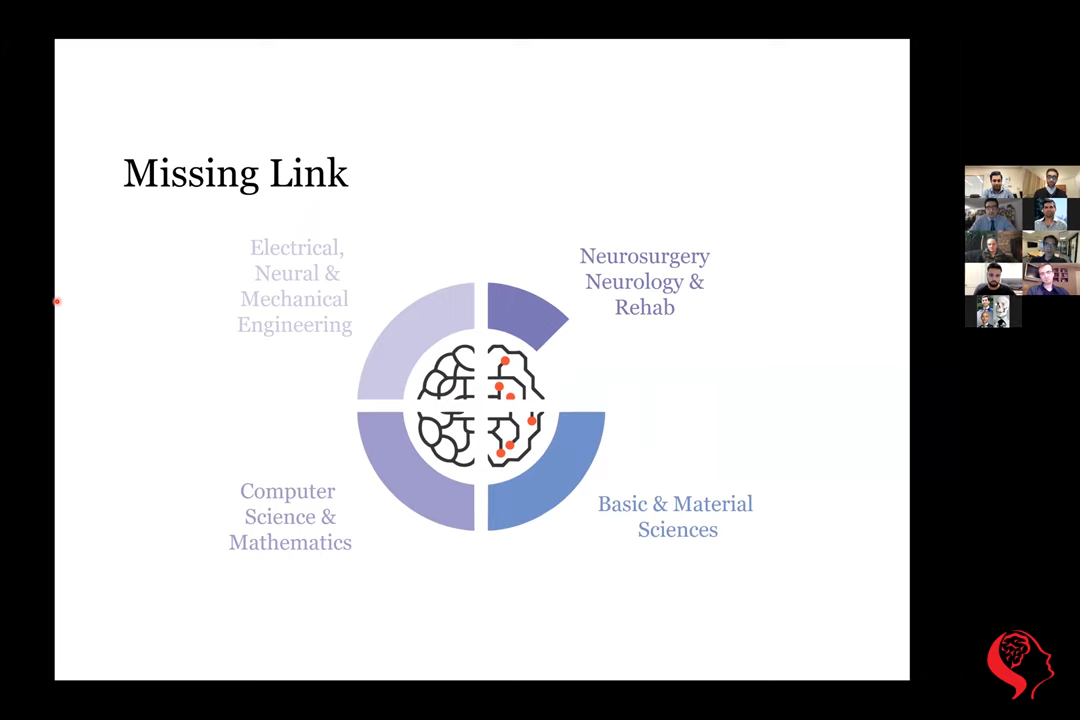 Missing Link
Electrical,
Neural &
Mechanical
Engineering
Neurosurgery
Neurology &
Rehab
Computer
Science &
Mathematics
Basic & Material
Sciences